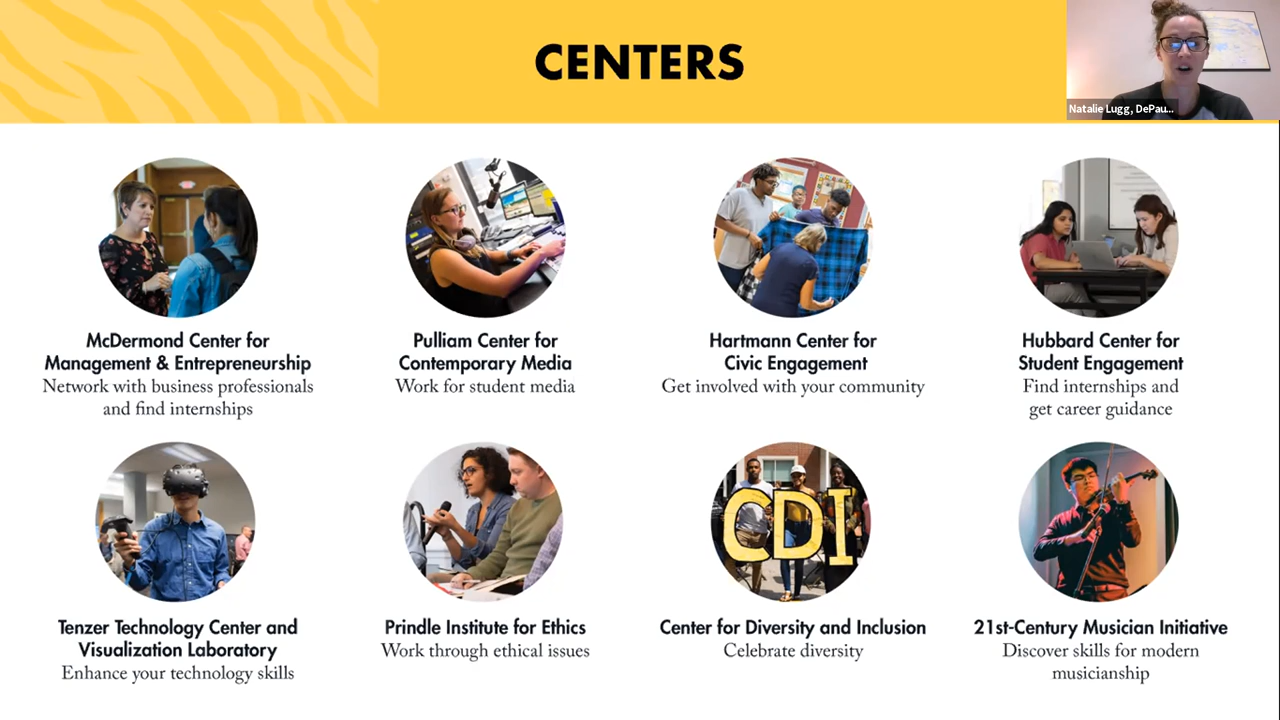 CENTERS
Natalie Lugg, DePau...
McDermond Center for
Management & Entrepreneurship
Network with business professionals
and find internships
Pulliam Center for
Contemporary Media
Work for student media
Hartmann Center for
Civic Engagement
Get involved with your community
Hubbard Center for
Student Engagement
Find internships and
get career guidance
CDI
Tenzer Technology Center and
Visualization Laboratory
Enhance your technology skills
Prindle Institute for Ethics
Work through ethical issues
Center for Diversity and Inclusion
Celebrate diversity
21st-Century Musician Initiative
Discover skills for modern
musicianship